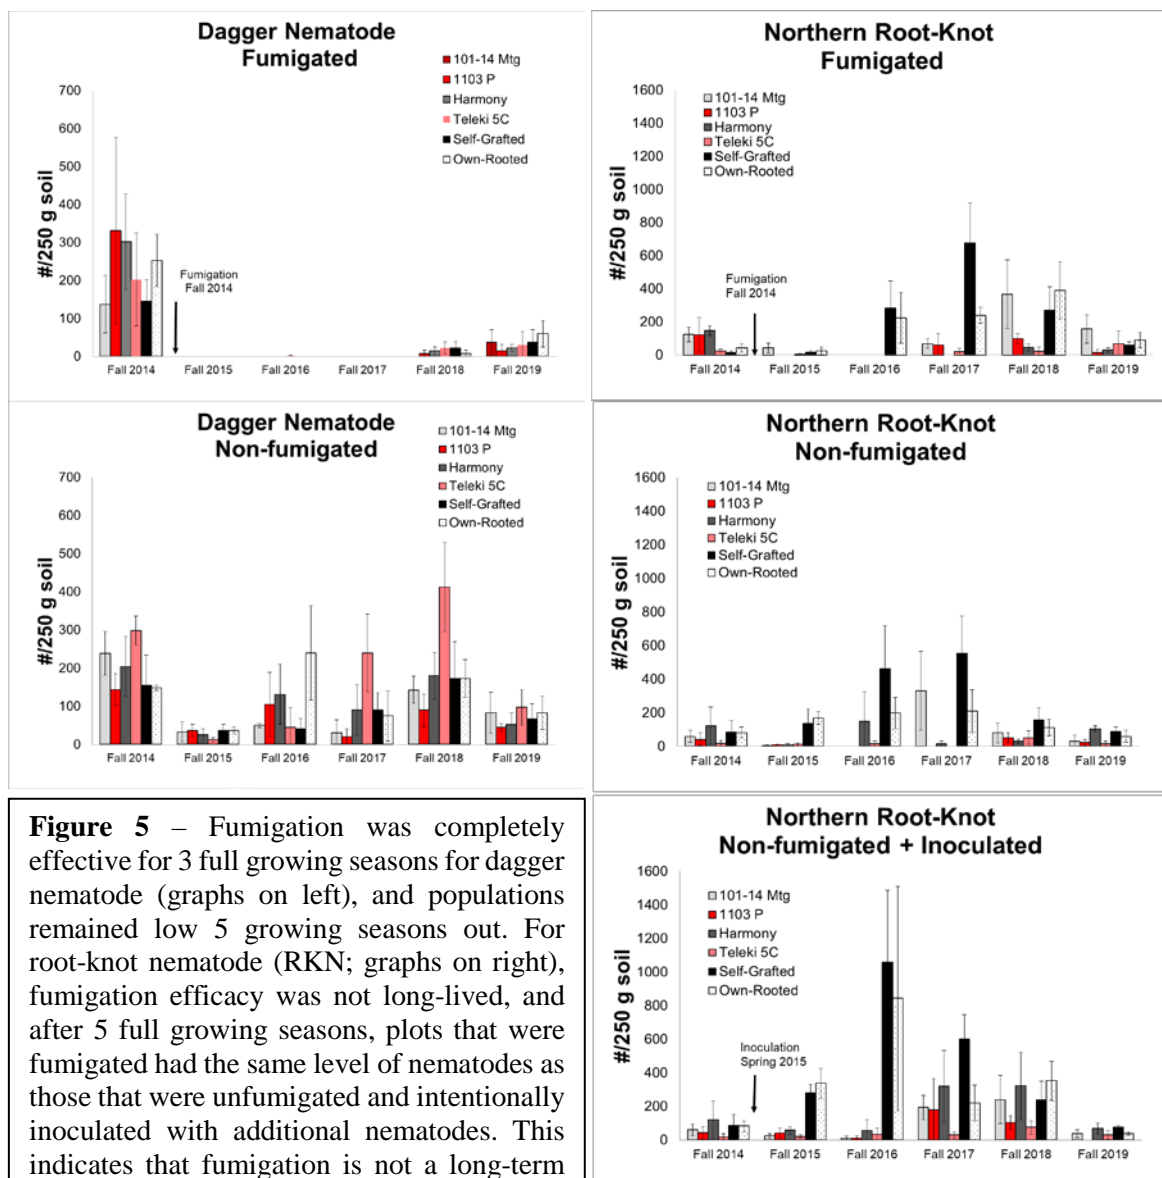 Dagger Nematode
Fumigated
101-14 Mtg
1103 P
Harmony
Teleki 5C
Self-Grafted
Own-Rooted
700
600
500
400
300
200
100
0
#/250 g soil
Fumigation
Fall 2014
Fall 2014
Fall 2015
Fall 2016
Fall 2017
Fall 2018
Fall 2019
Northern Root-Knot
Fumigated
101-14 Mtg
1103 P
Harmony
Teleki 5C
Self-Grafted
Own-Rooted
1600
1400
1200
1000
800
600
400
200
0
#/250 g soil
Fumigation
Fall 2014
Fall 2014
Fall 2015
Fall 2016
Fall 2017
Fall 2018
Fall 2019
Dagger Nematode
Non-fumigated
101-14 Mtg
1103 P
Harmony
Teleki 5C
Self-Grafted
Own-Rooted
700
600
500
400
300
200
100
0
#/250 g soil
Fall 2014
Fall 2015
Fall 2016
Fall 2017
Fall 2018
Fall 2019
Northern Root-Knot
Non-fumigated
101-14 Mtg
1103 P
Harmony
Teleki 5C
Self-Grafted
Own-Rooted
1600
1400
1200
1000
800
600
400
200
0
#/250 g soil
Fall 2014
Fall 2015
Fall 2016
Fall 2017
Fall 2018
Fall 2019
Figure 5 – Fumigation was completely
effective for 3 full growing seasons for dagger
nematode (graphs on left), and populations
remained low 5 growing seasons out. For
root-knot nematode (RKN; graphs on right),
fumigation efficacy was not long-lived, and
after 5 full growing seasons, plots that were
fumigated had the same level of nematodes as
those that were unfumigated and intentionally
inoculated with additional nematodes. This
indicates that fumigation is not a long-term
Northern Root-Knot
Non-fumigated + Inoculated
101-14 Mtg
1103 P
Harmony
Teleki 5C
Self-Grafted
Own-Rooted
1600
1400
1200
1000
800
600
400
200
0
#/250 g soil
Inoculation
Spring 2015
Fall 2014
Fall 2015
Fall 2016
Fall 2017
Fall 2018
Fall 2019